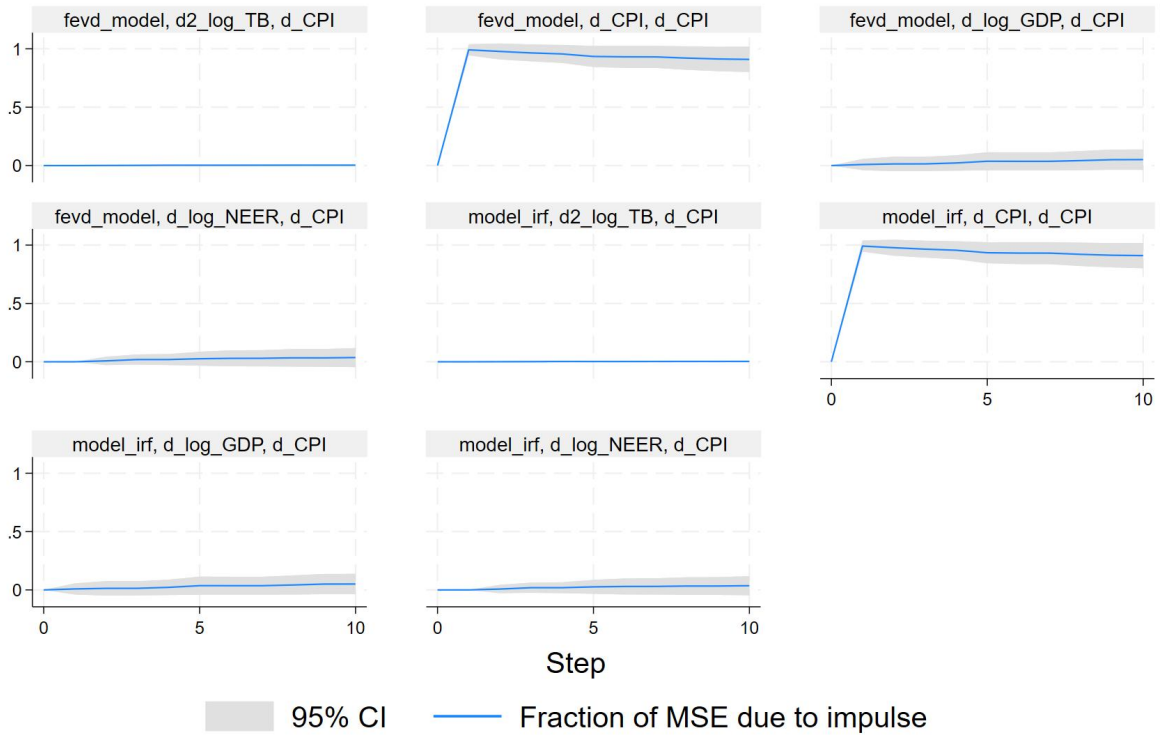 fevd_model, d2_log_TB, d_CPI
fevd_model, d_CPI, d_CPI
fevd_model, d_log_GDP, d_CPI
1
.5
0
fevd_model, d_log_NEER, d_CPI
model_irf, d2_log_TB, d_CPI
model_irf, d_CPI, d_CPI
1
.5
0
0 5 10
model_irf, d_log_GDP, d_CPI
model_irf, d_log_NEER, d_CPI
1
.5
0
0 5 10
0 5 10
Step
95% CI
Fraction of MSE due to impulse